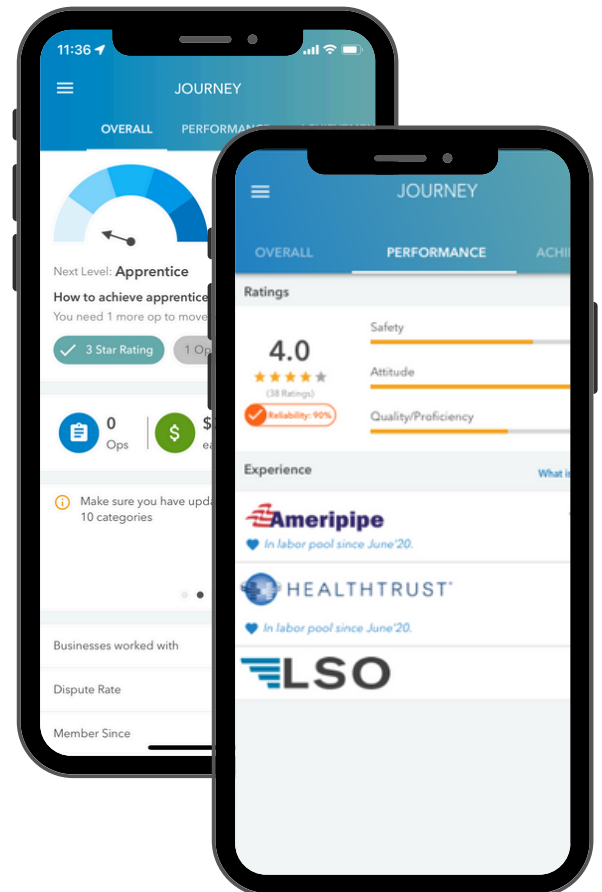 11:36
JOURNEY
OVERALL
Next Level: Apprentice
How to achieve apprentice
You need 1 more op to move
3 Star Rating
0
Ops
$
Make sure you have
10 categories
Businesses worked with
Dispute Rate
Member Since
JOURNEY
OVERALL
PERFORMANCE
Ratings
4.0
(38 Ratings)
Reliability: 90%
Safety
Attitude
Quality/Proficiency
Experience
What is
Ameripipe
In labor pool since June'20.
HEALTHTRUST
In labor pool since June'20.
LSO